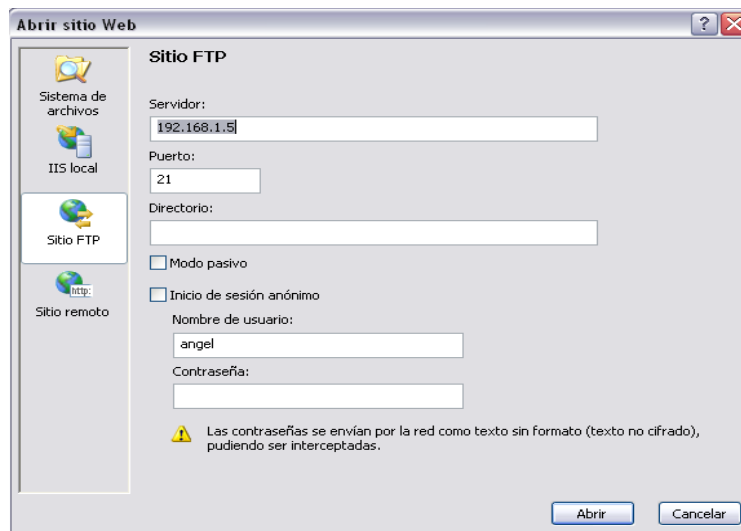 Abrir sitio Web
Sistema de
archivos
IIS local
Sitio FTP
http:
Sitio remoto
Sitio FTP
Servidor:
192.168.1.5
Puerto:
21
Directorio:
Modo pasivo
Inicio de sesión anónimo
Nombre de usuario:
angel
Contraseña:
Las contraseñas se envían por la red como texto sin formato (texto no cifrado),
pudiendo ser interceptadas.
Abrir
Cancelar